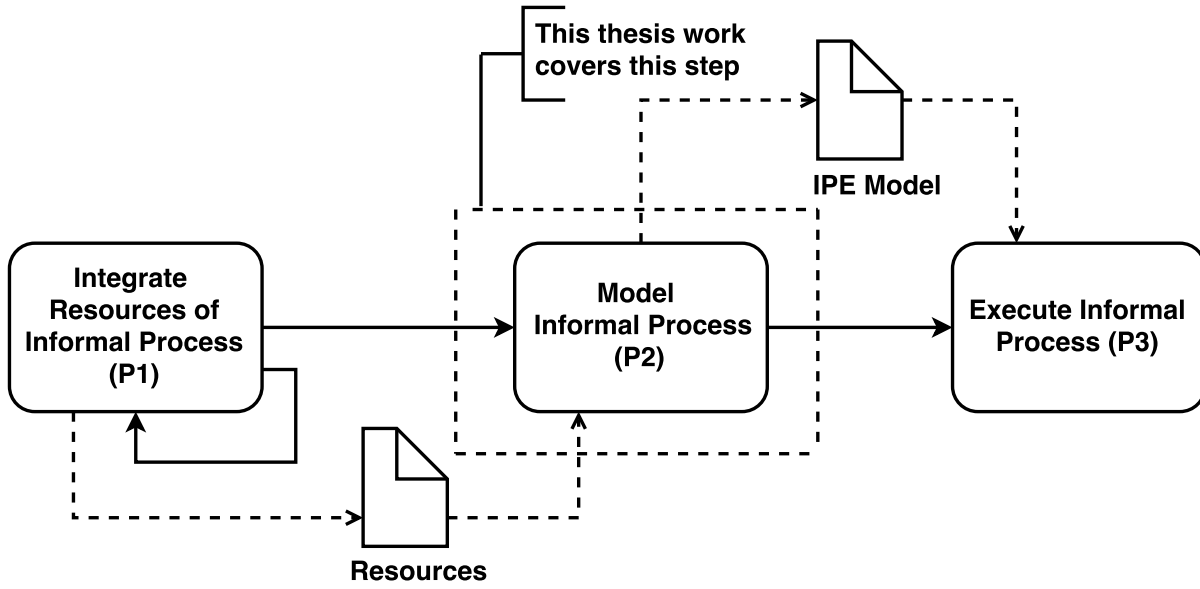 This thesis work
covers this step
IPE Model
Integrate
Resources of
Informal Process
(P1)
Model
Informal Process
(P2)
Execute Informal
Process (P3)
Resources